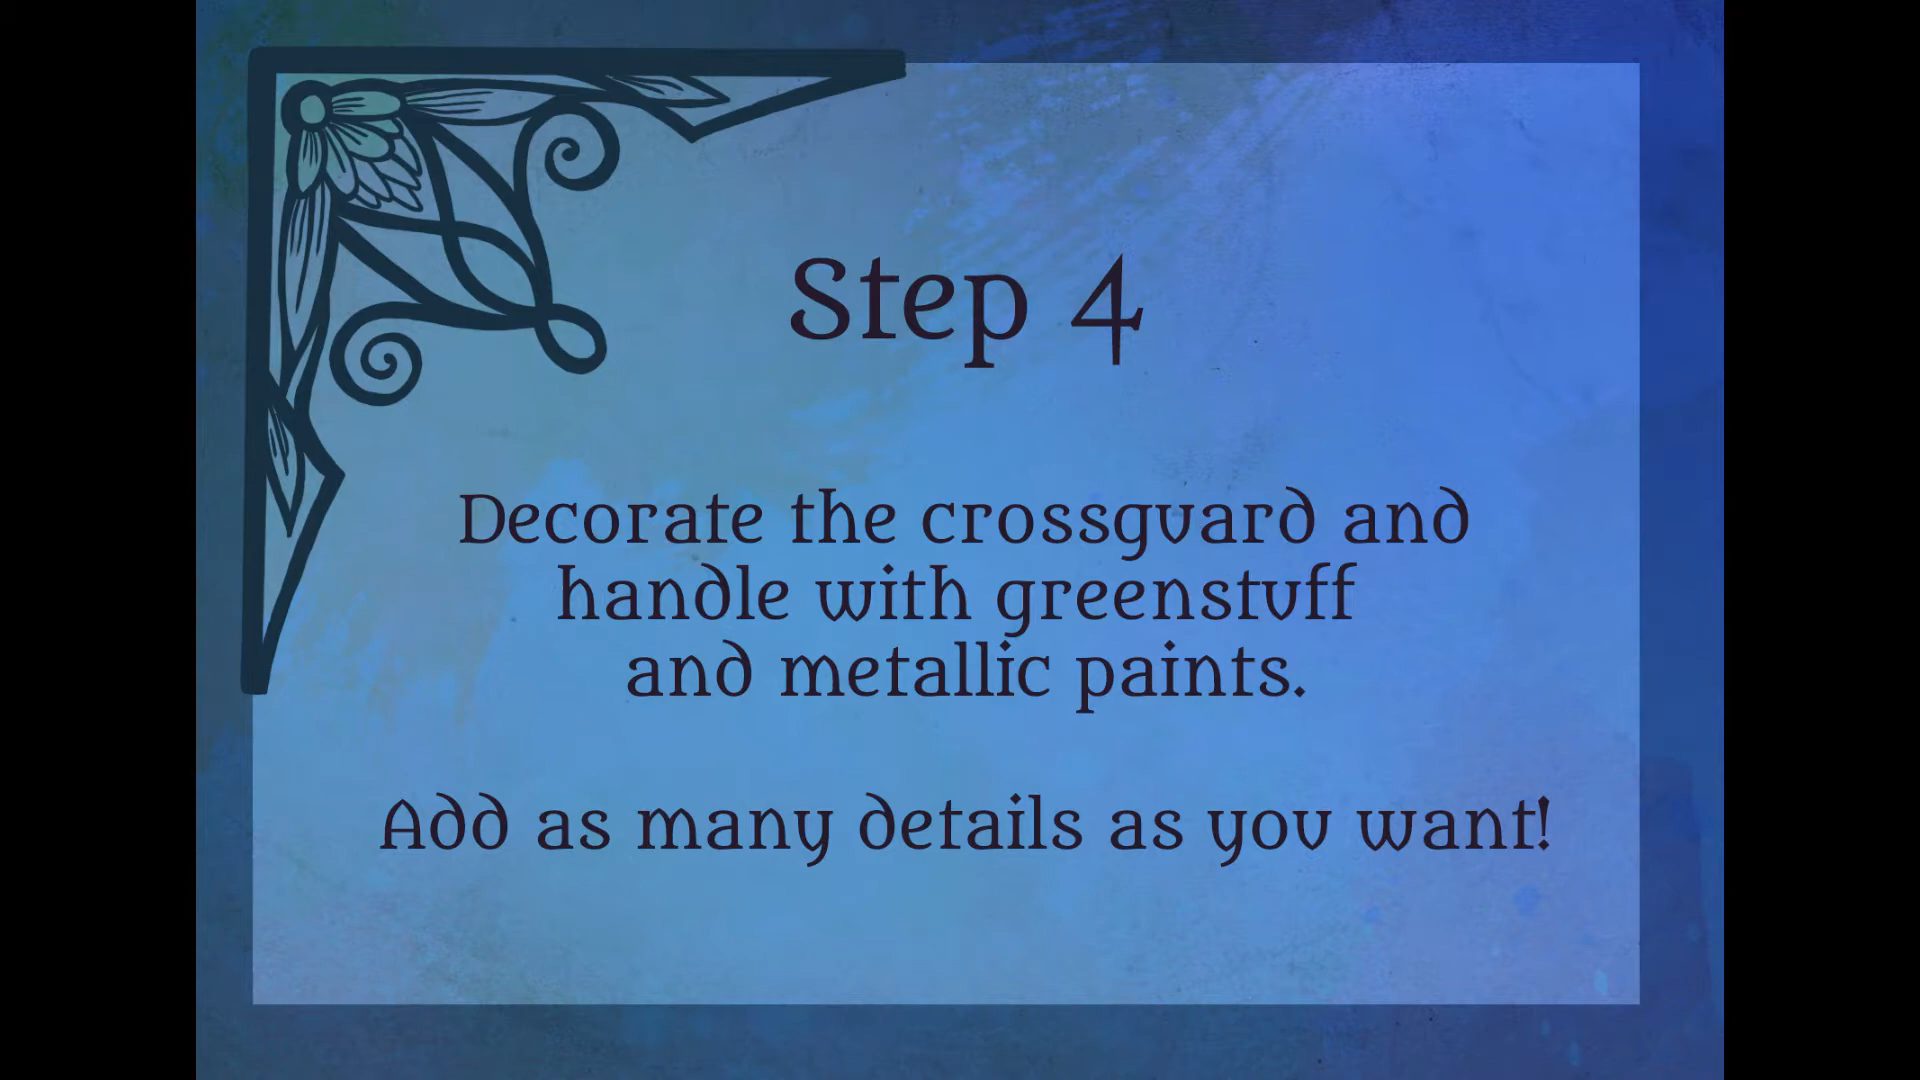 Step 4
Decorate the crossguard and
handle with greenstuff
and metallic paints.
Add as many details as you want!